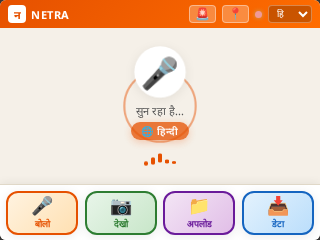 न NETRA हि
सुन रहा है...
हिन्दी
बोलो देखो अपलोड डेटा